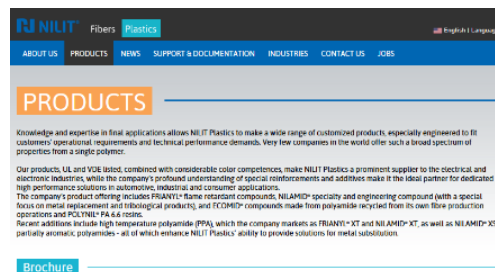 NILIT Fibers Plastics
English | Languag
ABOUT US PRODUCTS NEWS SUPPORT & DOCUMENTATION INDUSTRIES CONTACT US JOBS
PRODUCTS
Knowledge and expertise in final applications allows NILIT Plastics to make a wide range of customized products, especially engineered to fit
customers' operational requirements and technical performance demands. Very few companies in the world offer such a broad spectrum of
properties from a single polymer.
Our products, UL and VDE listed, combined with considerable color competences, make NILIT Plastics a prominent supplier to the electrical and
electronic industries, while the company's profound understanding of special reinforcements and additives make it the ideal partner for dedicated
high performance solutions in automotive, industrial and consumer applications.
The company's product offering includes FRIANYL® flame retardant compounds, NILAMID® specialty and engineering compound (with a special
focus on metal replacement and tribological products), and ECOMID® compounds made from polyamide recycled from its own fibre production
operations and POLYNIL® PA 6.6 resins.
Recent additions include high temperature polyamide (PPA), which the company markets as FRIANYL® XT and NILAMID® XT, as well as NILAMID® XS
partially aromatic polyamides - all of which enhance NILIT Plastics' ability to provide solutions for metal substitution.
Brochure